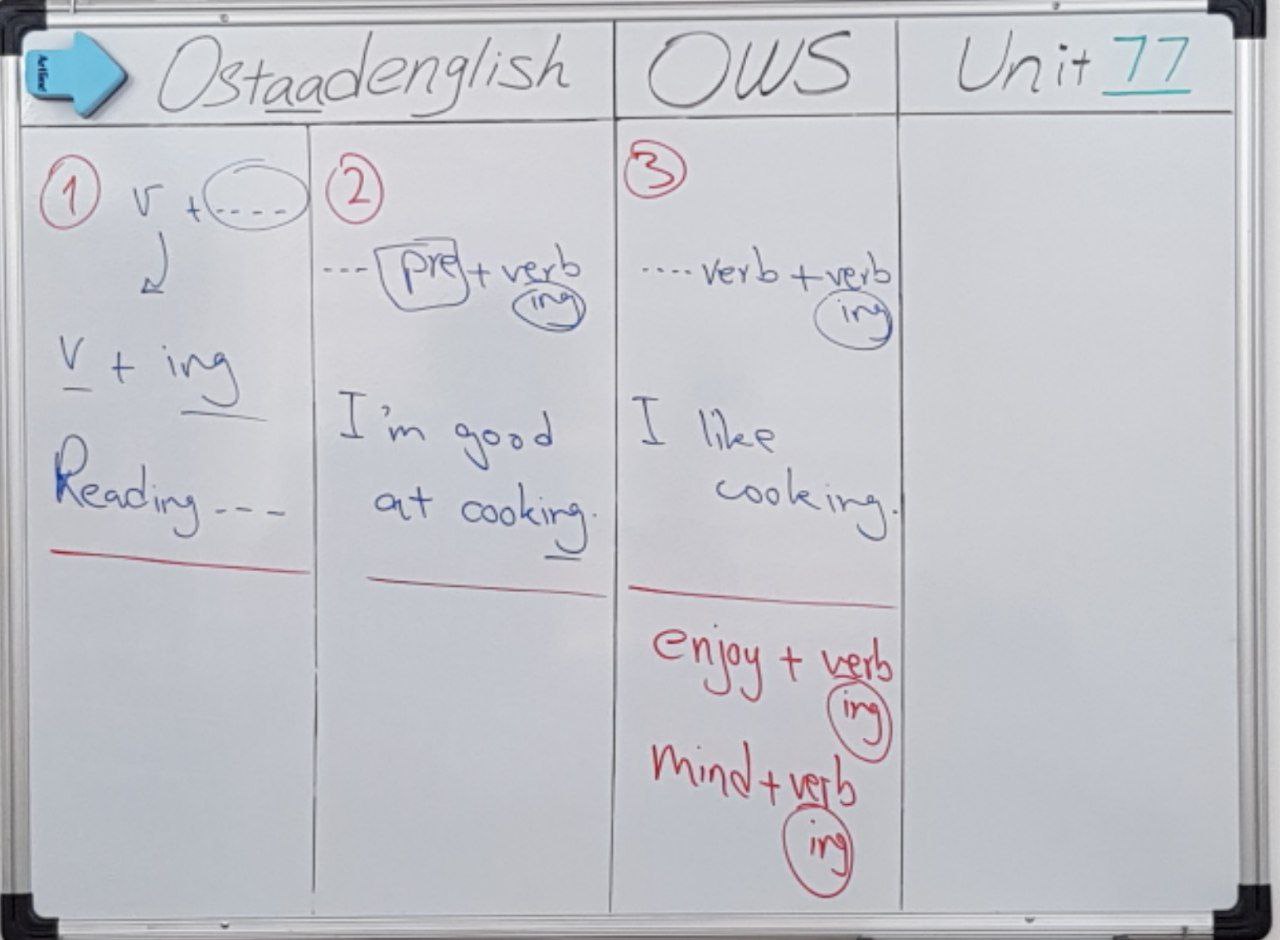 Ostaadenglish OWS Unit 77
1 v + ....
v + ing
Reading ---
2
--- pre + verb
ing
I'm good
at cooking.
3
.... verb + verb
ing
I like
cooking.
enjoy + verb
ing
mind + verb
ing